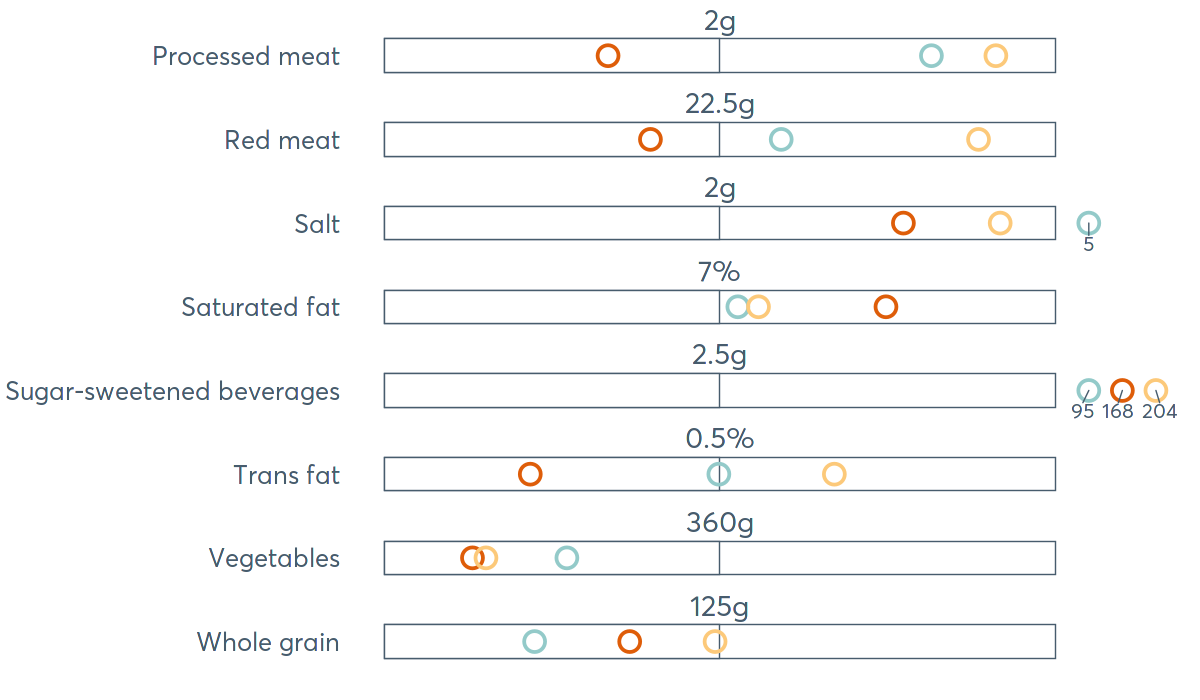 2g
Processed meat
22.5g
Red meat
2g
Salt
5
7%
Saturated fat
2.5g
Sugar-sweetened beverages
95 168 204
0.5%
Trans fat
360g
Vegetables
125g
Whole grain